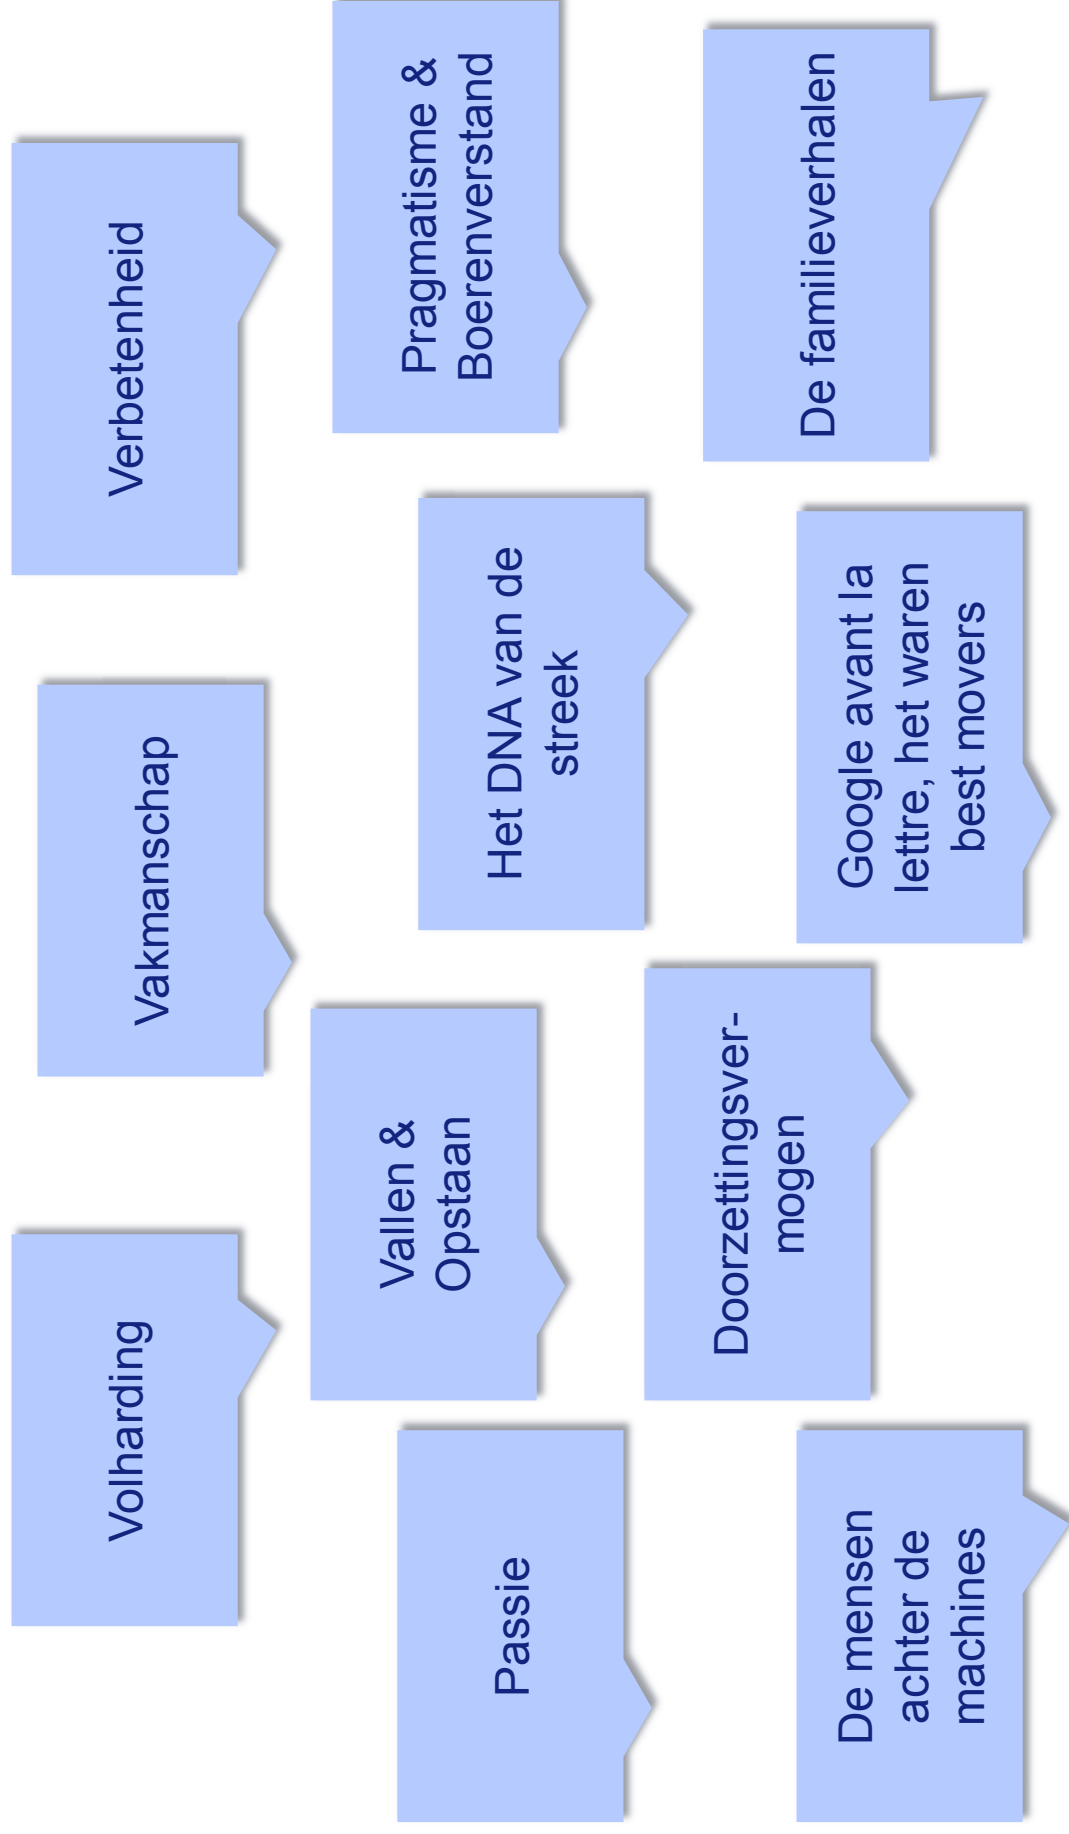 Volharding
Vakmanschap
Verbetenheid
Vallen &
Opstaan
Pragmatisme &
Boerenverstand
Passie
Het DNA van de
streek
Doorzettingsver-
mogen
De familieverhalen
De mensen
achter de
machines
Google avant la
lettre, het waren
best movers